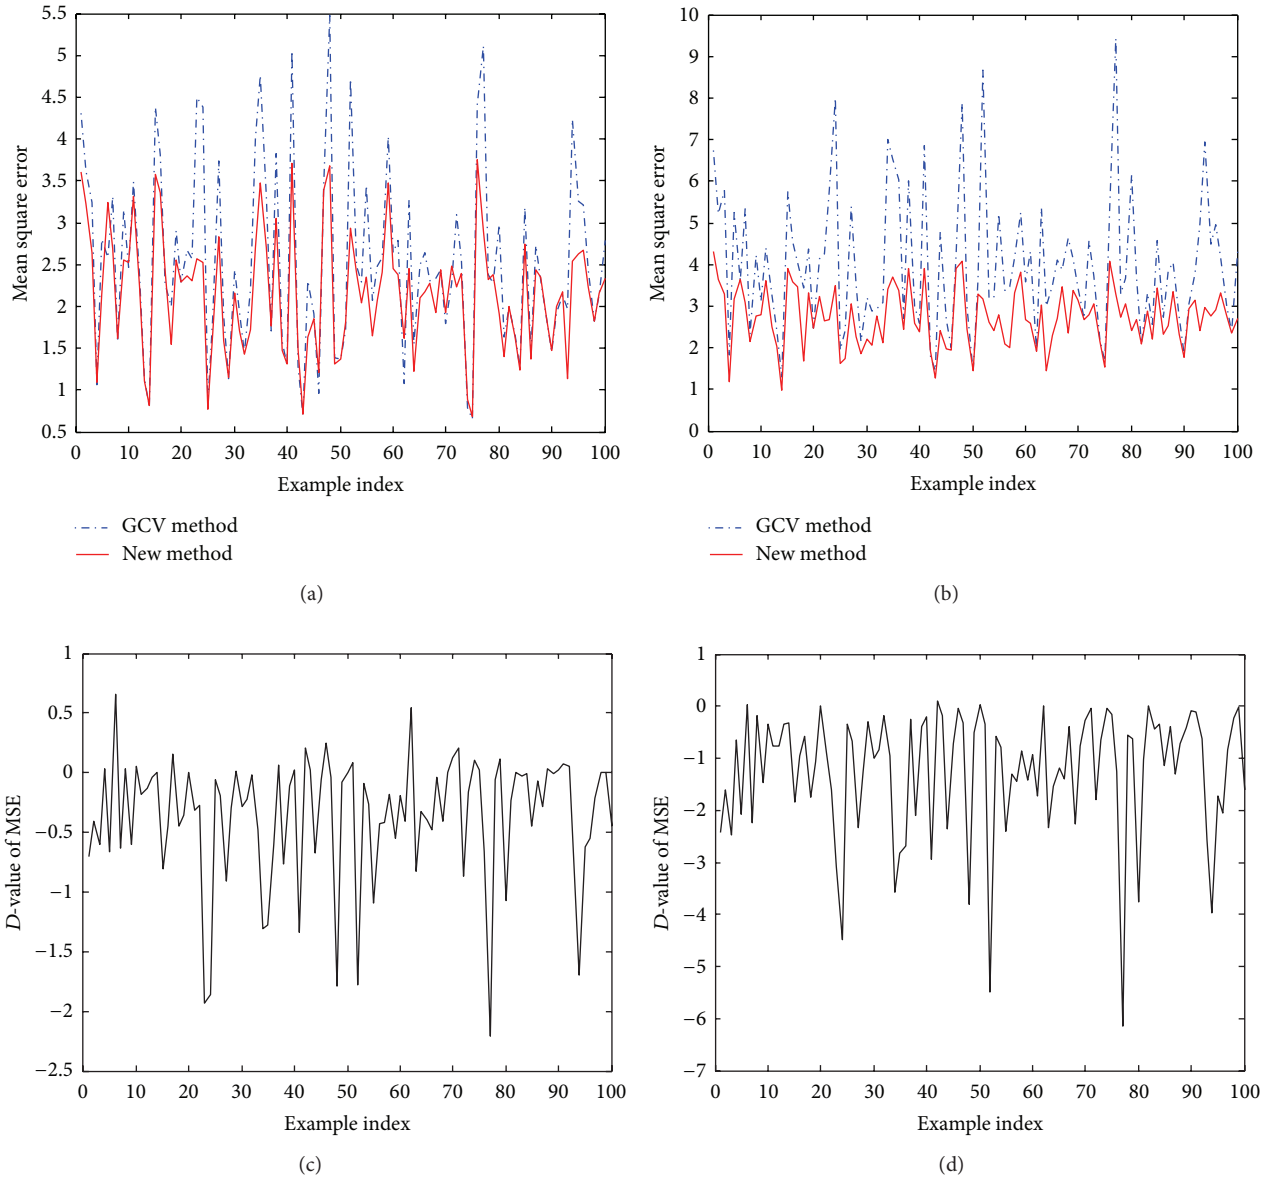 5.5
5
4.5
4
3.5
3
2.5
2
1.5
1
0.5
Mean square error
0 10 20 30 40 50 60 70 80 90 100
Example index
GCV method
New method
(a)
10
9
8
7
6
5
4
3
2
1
0
Mean square error
0 10 20 30 40 50 60 70 80 90 100
Example index
GCV method
New method
(b)
1
0.5
0
−0.5
−1
−1.5
−2
−2.5
D-value of MSE
0 10 20 30 40 50 60 70 80 90 100
Example index
(c)
1
0
−1
−2
−3
−4
−5
−6
−7
D-value of MSE
0 10 20 30 40 50 60 70 80 90 100
Example index
(d)